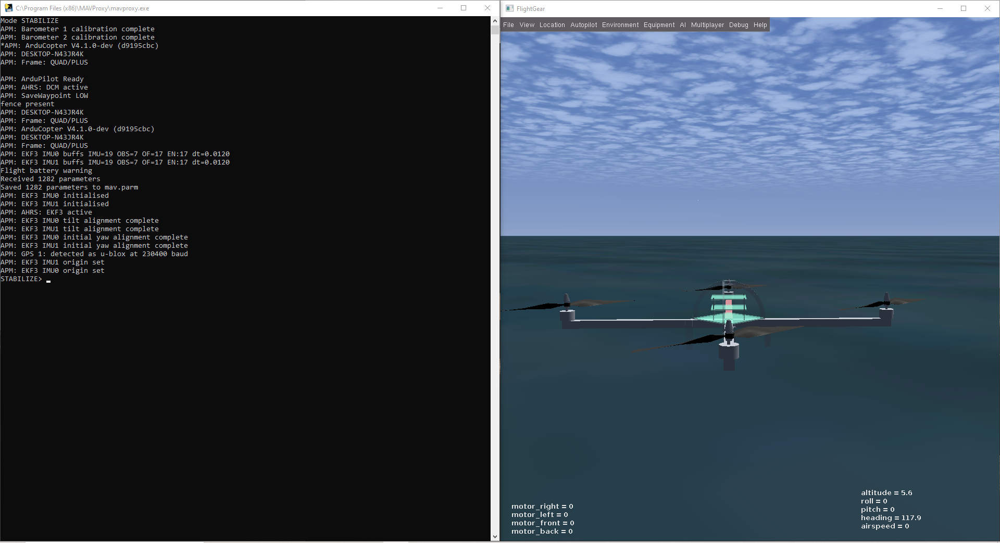 C:\Program Files (x86)\MAVProxy\mavproxy.exe
Mode STABILIZE
APM: Barometer 1 calibration complete
APM: Barometer 2 calibration complete
*APM: ArduCopter V4.1.0-dev (d9195cbc)
APM: DESKTOP-N43JR4K
APM: Frame: QUAD/PLUS
APM: ArduPilot Ready
APM: AHRS: DCM active
APM: SaveWaypoint LOW
fence present
APM: DESKTOP-N43JR4K
APM: Frame: QUAD/PLUS
APM: ArduCopter V4.1.0-dev (d9195cbc)
APM: DESKTOP-N43JR4K
APM: Frame: QUAD/PLUS
APM: EKF3 IMU0 buffs IMU=19 OBS=7 OF=17 EN:17 dt=0.0120
APM: EKF3 IMU1 buffs IMU=19 OBS=7 OF=17 EN:17 dt=0.0120
Flight battery warning
Received 1282 parameters
Saved 1282 parameters to mav.parm
APM: EKF3 IMU0 initialised
APM: EKF3 IMU1 initialised
APM: AHRS: EKF3 active
APM: EKF3 IMU0 tilt alignment complete
APM: EKF3 IMU1 tilt alignment complete
APM: EKF3 IMU0 initial yaw alignment complete
APM: EKF3 IMU1 initial yaw alignment complete
APM: GPS 1: detected as u-blox at 230400 baud
APM: EKF3 IMU1 origin set
APM: EKF3 IMU0 origin set
STABILIZE> _
FlightGear
File View Location Autopilot Environment Equipment AI Multiplayer Debug Help
motor_right = 0
motor_left = 0
motor_front = 0
motor_back = 0
altitude = 5.6
roll = 0
pitch = 0
heading = 117.9
airspeed = 0